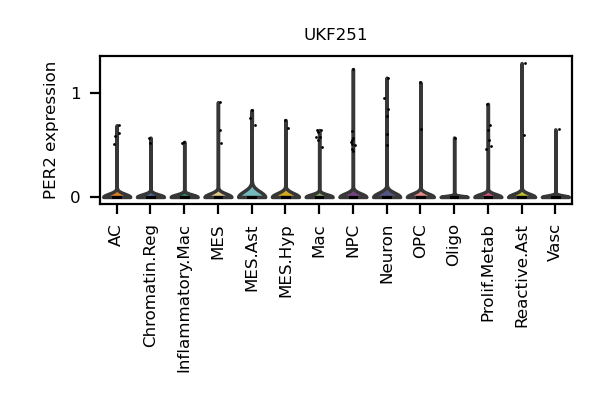 UKF251
PER2 expression
1
0
AC
Chromatin.Reg
Inflammatory.Mac
MES
MES.Ast
MES.Hyp
Mac
NPC
Neuron
OPC
Oligo
Prolif.Metab
Reactive.Ast
Vasc